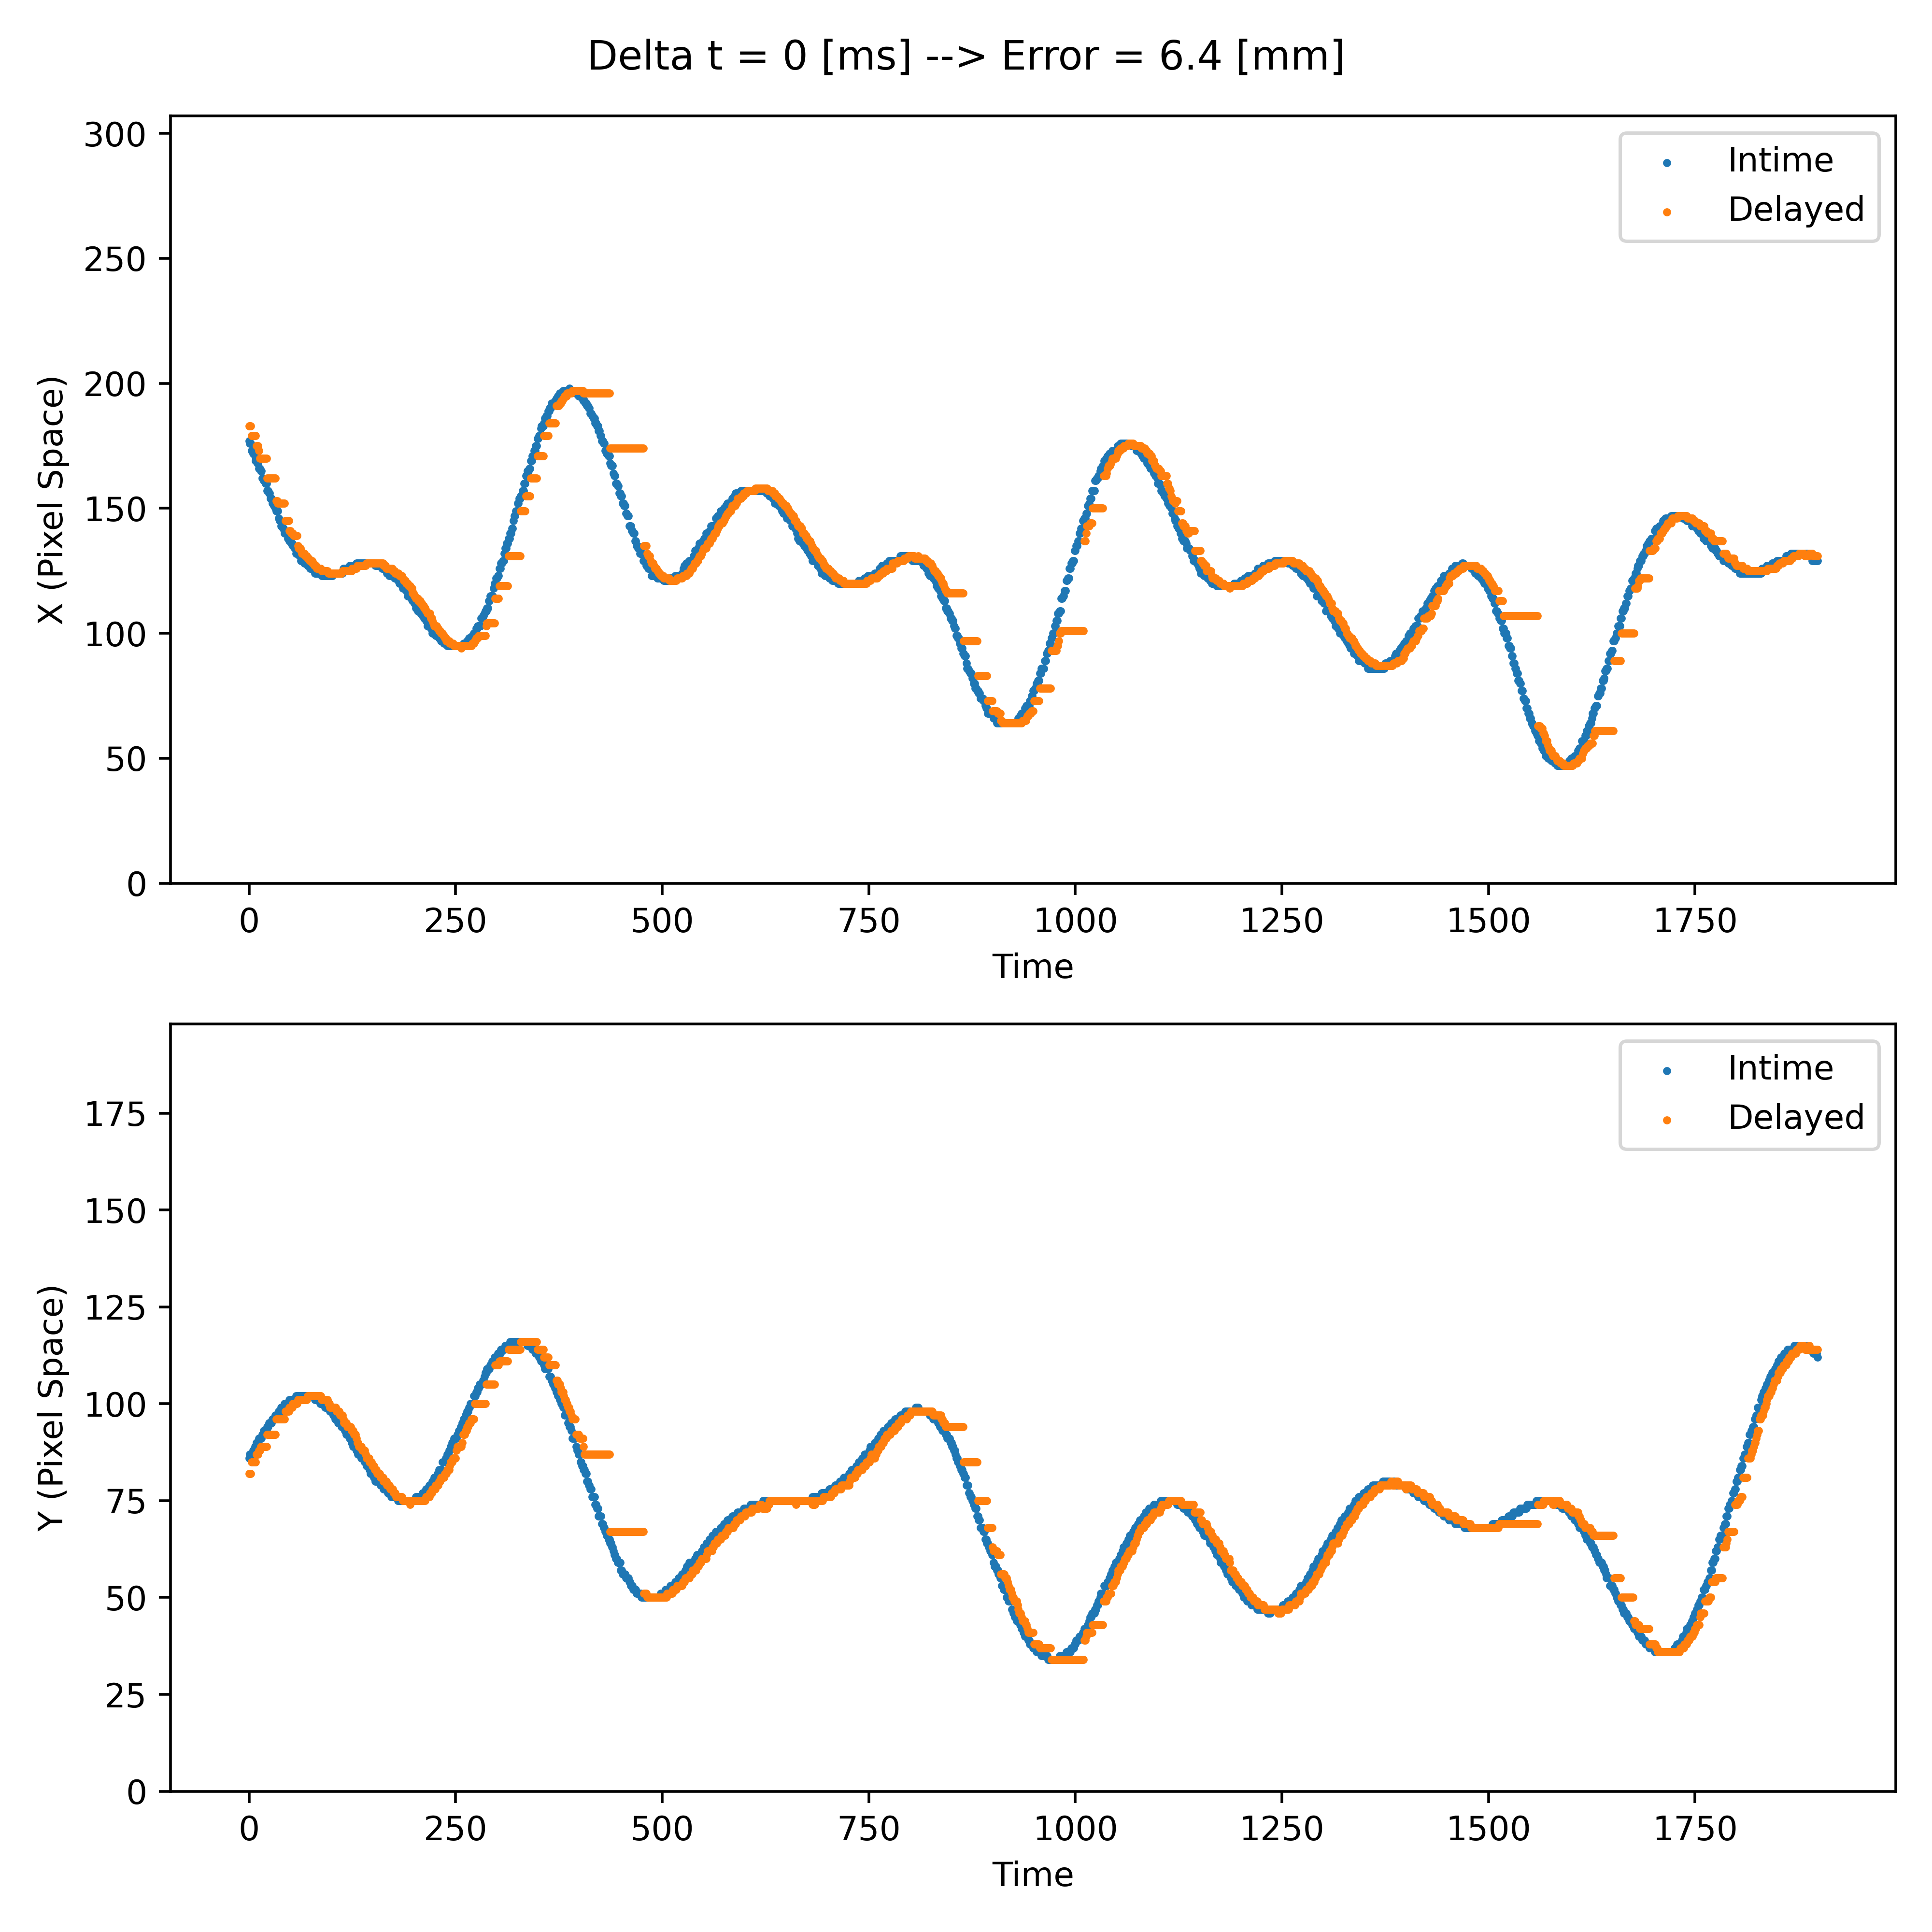 Delta t = 0 [ms] --> Error = 6.4 [mm]
300
250
200
150
100
50
0
X (Pixel Space)
Intime
Delayed
0 250 500 750 1000 1250 1500 1750
Time
175
150
125
100
75
50
25
0
Y (Pixel Space)
Intime
Delayed
0 250 500 750 1000 1250 1500 1750
Time